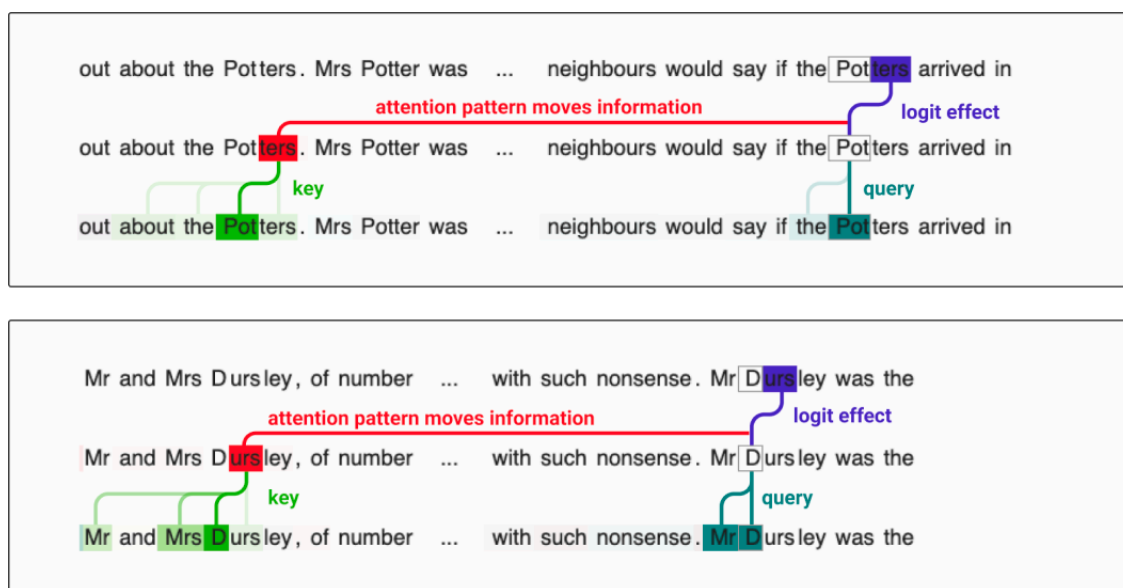 out about the Potters. Mrs Potter was ... neighbours would say if the Potters arrived in
attention pattern moves information
logit effect
out about the Potters. Mrs Potter was ... neighbours would say if the Potters arrived in
key
query
out about the Potters. Mrs Potter was ... neighbours would say if the Potters arrived in
Mr and Mrs Dursley, of number ... with such nonsense. Mr Dursley was the
attention pattern moves information
logit effect
Mr and Mrs Dursley, of number ... with such nonsense. Mr Dursley was the
key
query
Mr and Mrs Dursley, of number ... with such nonsense. Mr Dursley was the